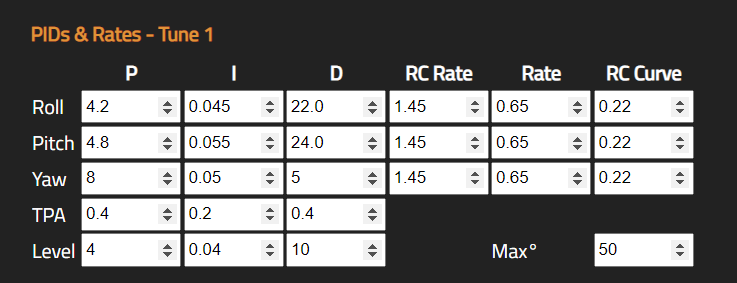 PIDs & Rates - Tune 1
P I D RC Rate Rate RC Curve
Roll 4.2 0.045 22.0 1.45 0.65 0.22
Pitch 4.8 0.055 24.0 1.45 0.65 0.22
Yaw 8 0.05 5 1.45 0.65 0.22
TPA 0.4 0.2 0.4
Level 4 0.04 10 Max° 50